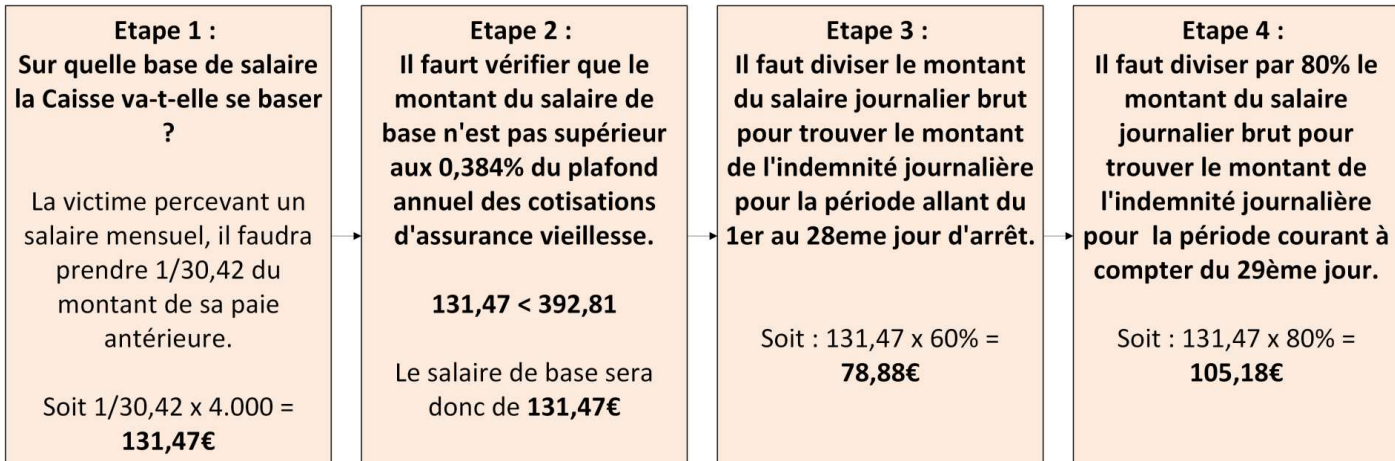 Etape 1 :
Sur quelle base de salaire
la Caisse va-t-elle se baser
?
La victime percevant un
salaire mensuel, il faudra
prendre 1/30,42 du
montant de sa paie
antérieure.
Soit 1/30,42 x 4.000 =
131,47€
Etape 2 :
Il faurt vérifier que le
montant du salaire de
base n'est pas supérieur
aux 0,384% du plafond
annuel des cotisations
d'assurance vieillesse.
131,47 < 392,81
Le salaire de base sera
donc de 131,47€
Etape 3 :
Il faut diviser le montant
du salaire journalier brut
pour trouver le montant
de l'indemnité journalière
pour la période allant du
1er au 28eme jour d'arrêt.
Soit : 131,47 x 60% =
78,88€
Etape 4 :
Il faut diviser par 80% le
montant du salaire
journalier brut pour
trouver le montant de
l'indemnité journalière
pour la période courant à
compter du 29ème jour.
Soit : 131,47 x 80% =
105,18€